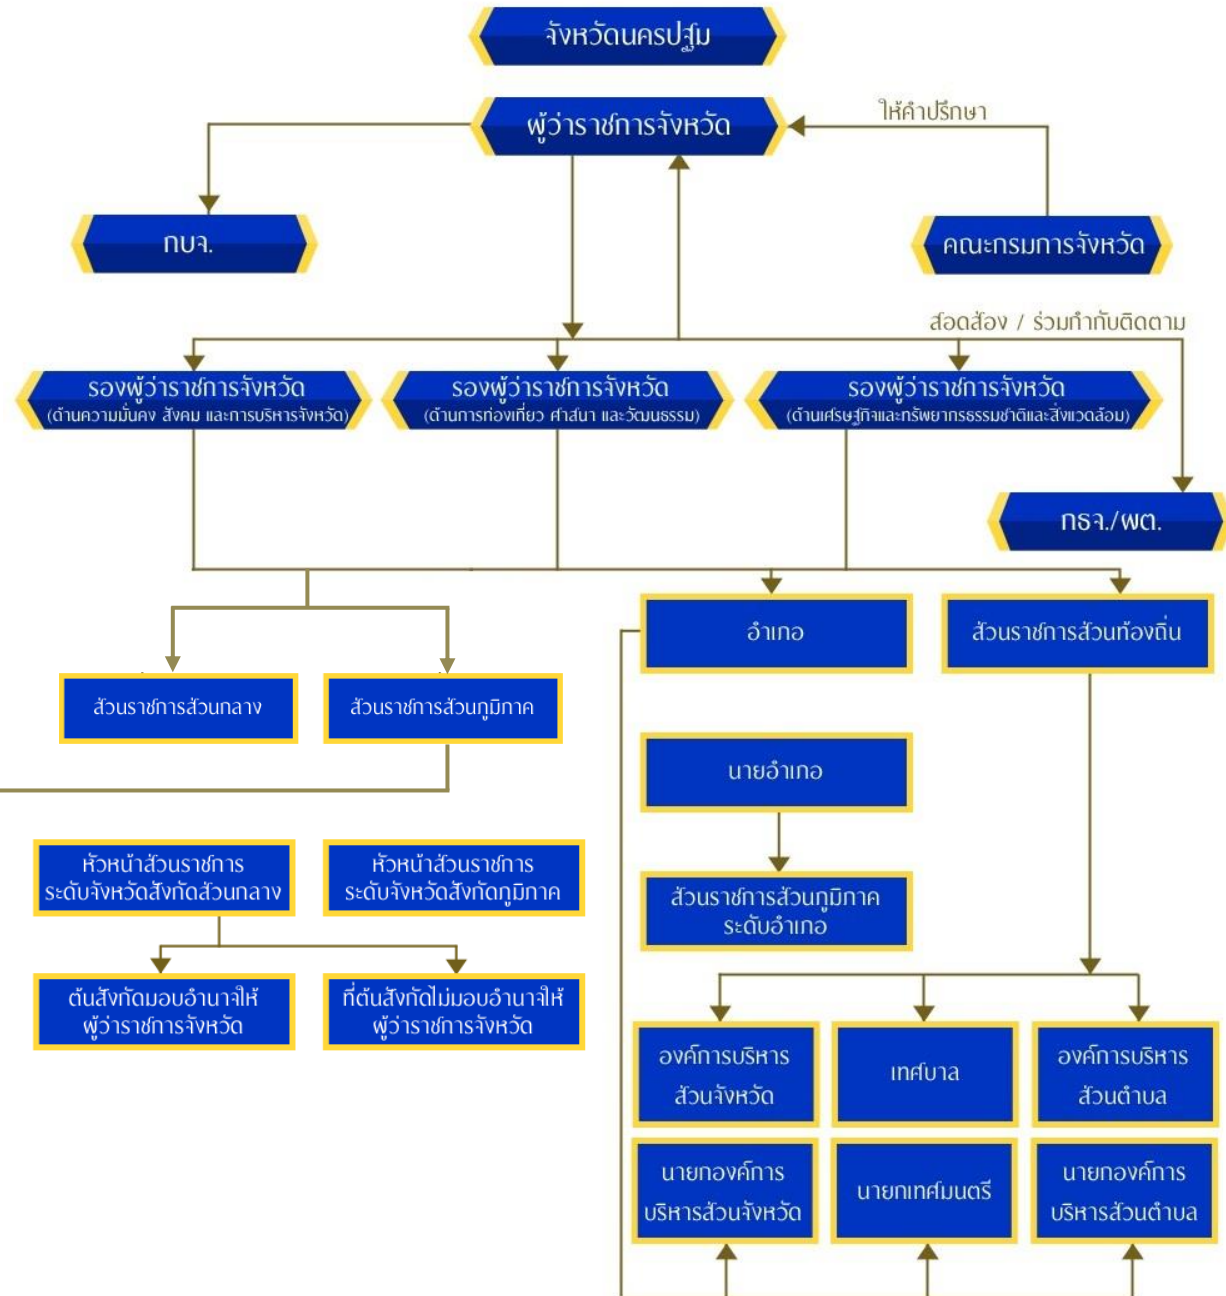 จังหวัดนครปฐม
ผู้ว่าราชการจังหวัด
ให้คำปรึกษา
กบจ.
คณะกรมการจังหวัด
สอดส่อง / ร่วมกำกับติดตาม
รองผู้ว่าราชการจังหวัด
(ด้านความมั่นคง สังคม และการบริหารจังหวัด)
รองผู้ว่าราชการจังหวัด
(ด้านการท่องเที่ยว ศาสนา และวัฒนธรรม)
รองผู้ว่าราชการจังหวัด
(ด้านเศรษฐกิจและทรัพยากรธรรมชาติและสิ่งแวดล้อม)
กธจ./ผต.
อำเภอ
ส่วนราชการส่วนท้องถิ่น
ส่วนราชการส่วนกลาง
ส่วนราชการส่วนภูมิภาค
นายอำเภอ
หัวหน้าส่วนราชการ
ระดับจังหวัดสังกัดส่วนกลาง
หัวหน้าส่วนราชการ
ระดับจังหวัดสังกัดภูมิภาค
ส่วนราชการส่วนภูมิภาค
ระดับอำเภอ
ต้นสังกัดมอบอำนาจให้
ผู้ว่าราชการจังหวัด
ที่ต้นสังกัดไม่มอบอำนาจให้
ผู้ว่าราชการจังหวัด
องค์การบริหาร
ส่วนจังหวัด
เทศบาล
องค์การบริหาร
ส่วนตำบล
นายกองค์การ
บริหารส่วนจังหวัด
นายกเทศมนตรี
นายกองค์การ
บริหารส่วนตำบล